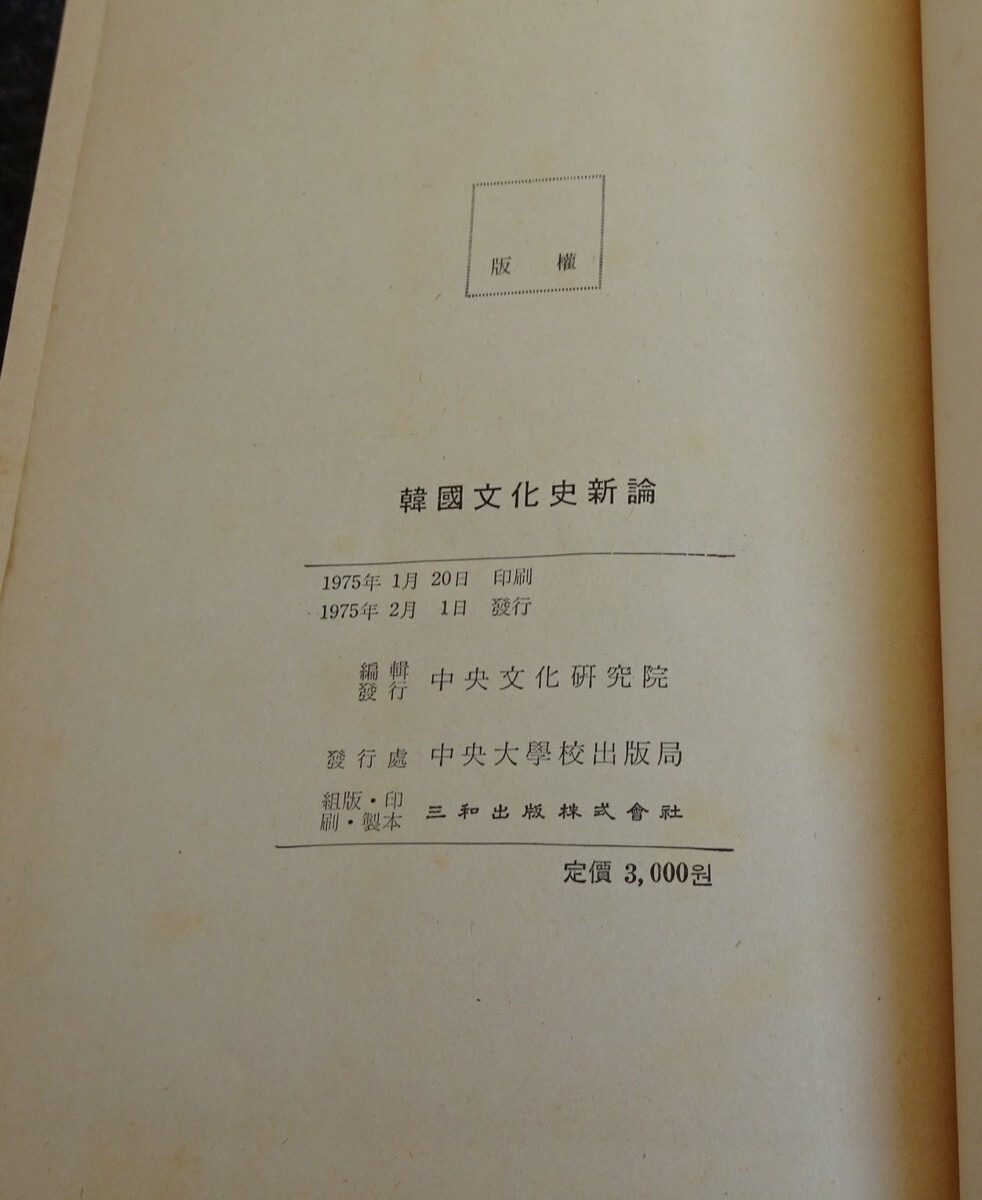 版 權
韓國文化史新論
1975年 1月 20日 印刷
1975年 2月 1日 發行
編輯
發行 中央文化硏究院
發行處 中央大學校出版局
組版·印
刷·製本 三和出版株式會社
定價 3,000원